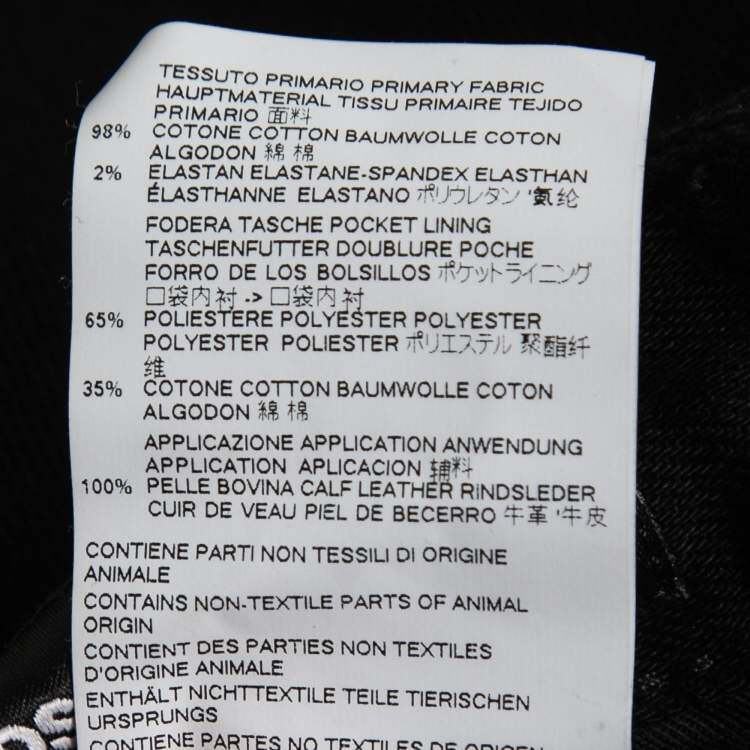 TESSUTO PRIMARIO PRIMARY FABRIC
HAUPTMATERIAL TISSU PRIMAIRE TEJIDO
PRIMARIO 面料
98% COTONE COTTON BAUMWOLLE COTON
ALGODON 綿 棉
2% ELASTAN ELASTANE-SPANDEX ELASTHAN
ÉLASTHANNE ELASTANO ポリウレタン '氨纶
FODERA TASCHE POCKET LINING
TASCHENFUTTER DOUBLURE POCHE
FORRO DE LOS BOLSILLOS ポケットライニング
口袋内衬 -> 口袋内衬
65% POLIESTERE POLYESTER POLYESTER
POLYESTER POLIESTER ポリエステル 聚酯纤
维
35% COTONE COTTON BAUMWOLLE COTON
ALGODON 綿 棉
APPLICAZIONE APPLICATION ANWENDUNG
APPLICATION APLICACION 辅料
100% PELLE BOVINA CALF LEATHER RINDSLEDER
CUIR DE VEAU PIEL DE BECERRO 牛革 '牛皮
CONTIENE PARTI NON TESSILI DI ORIGINE
ANIMALE
CONTAINS NON-TEXTILE PARTS OF ANIMAL
ORIGIN
CONTIENT DES PARTIES NON TEXTILES
D'ORIGINE ANIMALE
ENTHÄLT NICHTTEXTILE TEILE TIERISCHEN
URSPRUNGS
CONTIENE PARTES NO TEXTILES DE ORIGEN